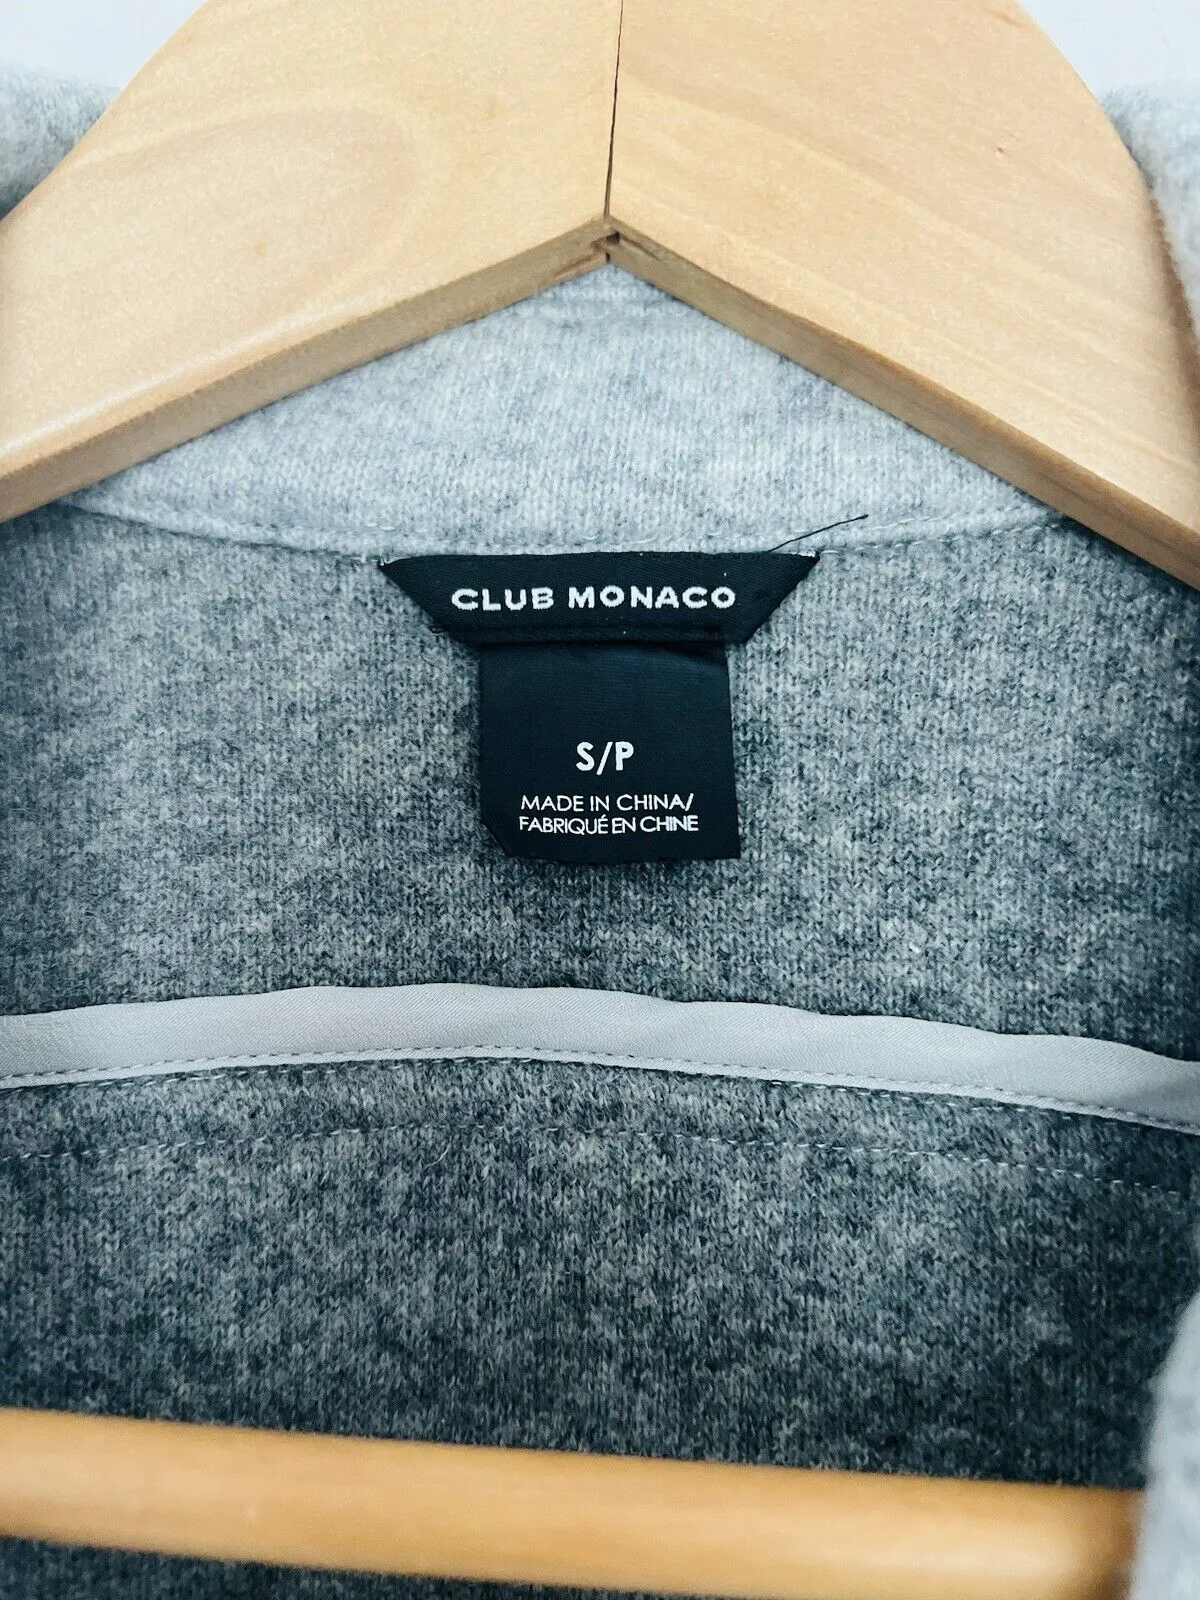 CLUB MONACO
S/P
MADE IN CHINA/
FABRIQUÉ EN CHINE